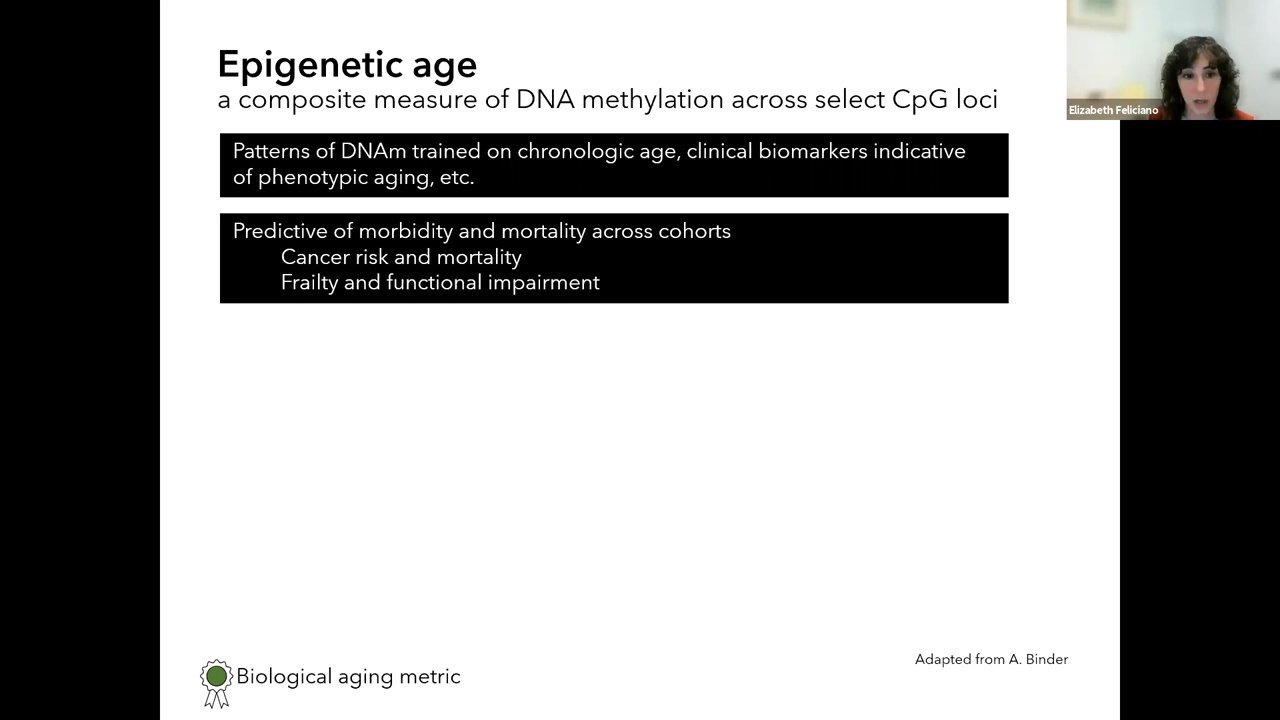 Epigenetic age
a composite measure of DNA methylation across select CpG loci
Elizabeth Feliciano
Patterns of DNAm trained on chronologic age, clinical biomarkers indicative
of phenotypic aging, etc.
Predictive of morbidity and mortality across cohorts
Cancer risk and mortality
Frailty and functional impairment
Adapted from A. Binder
Biological aging metric